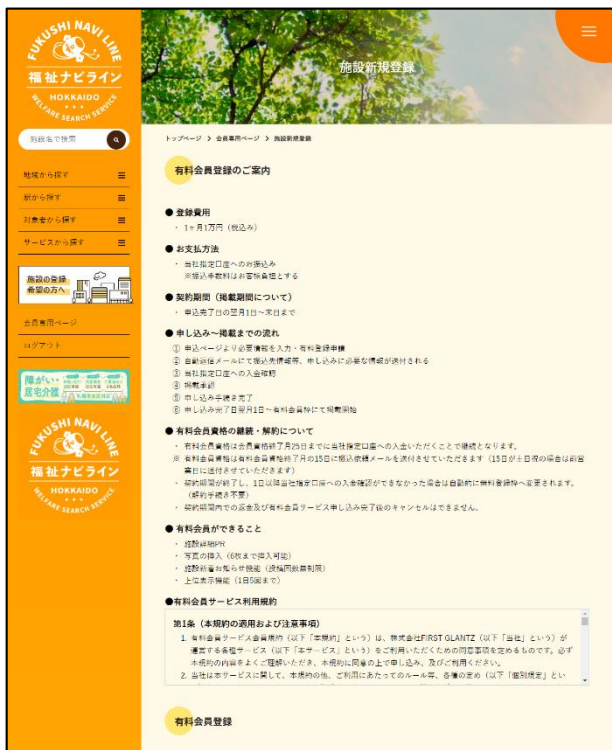 FUKUSHI NAVI LINE
福祉ナビライン
HOKKAIDO
WELFARE SEARCH SERVICE
施設名で検索
地域から探す
駅から探す
対象者から探す
サービスから探す
施設の登録
希望の方へ
会員専用ページ
ログアウト
障がい・
居宅介護
FUKUSHI NAVI LINE
福祉ナビライン
HOKKAIDO
WELFARE SEARCH SERVICE
施設新規登録
トップページ > 会員専用ページ > 施設新規登録
有料会員登録のご案内
● 登録費用
・ 1ヶ月1万円(税込み)
● お支払方法
・ 当社指定口座へのお振込み
※振込手数料はお客様負担とする
● 契約期間(掲載期間について)
・ 申込完了日の翌月1日～末日まで
● 申し込み～掲載までの流れ
① 申込ページより必要情報を入力・有料登録申請
② 自動返信メールにて振込先情報等、申し込みに必要な情報が送付される
③ 当社指定口座への入金確認
④ 掲載承認
⑤ 申し込み手続き完了
⑥ 申し込み完了日翌月1日～有料会員枠にて掲載開始
● 有料会員資格の継続・解約について
・ 有料会員資格は会員資格終了月25日までに当社指定口座への入金いただくことで継続となります。
※ 有料会員資格は有料会員資格終了月の15日に振込依頼メールを送付させていただきます(15日が土日祝の場合は前営
業日に送付させていただきます)
・ 契約期間が終了し、1日以降当社指定口座への入金確認ができなかった場合は自動的に無料登録枠へ変更されます。
(解約手続き不要)
・ 契約期間内での返金及び有料会員サービス申し込み完了後のキャンセルはできません。
● 有料会員ができること
・ 施設詳細PR
・ 写真の挿入(6枚まで挿入可能)
・ 施設新着お知らせ機能(投稿回数無制限)
・ 上位表示機能(1日5回まで)
●有料会員サービス利用規約
第1条(本規約の適用および注意事項)
1. 有料会員サービス会員規約(以下「本規約」という)は、株式会社FIRST GLANTZ(以下「当社」という)が
運営する各種サービス(以下「本サービス」という)をご利用いただくための同意事項を定めるものです。必ず
本規約の内容をよくご理解いただき、本規約に同意の上で申し込み、及びご利用ください。
2. 当社は本サービスに関して、本規約の他、ご利用にあたってのルール等、各種の定め(以下「個別規定」とい
有料会員登録